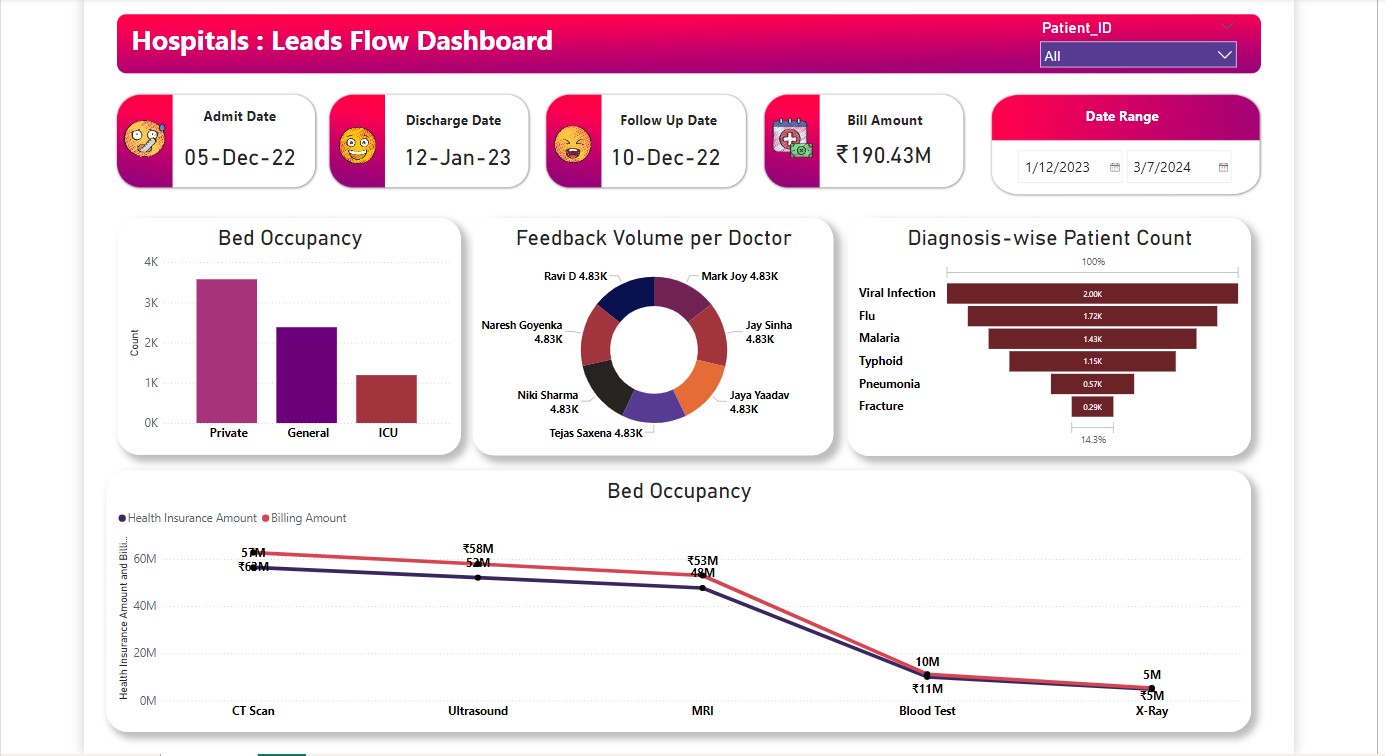 Hospitals : Leads Flow Dashboard
Patient_ID
All
Admit Date
05-Dec-22
Discharge Date
12-Jan-23
Follow Up Date
10-Dec-22
Bill Amount
₹190.43M
Date Range
1/12/2023
3/7/2024
Bed Occupancy
Count
4K
3K
2K
1K
0K
Private
General
ICU
Feedback Volume per Doctor
Ravi D 4.83K
Mark Joy 4.83K
Naresh Goyenka
4.83K
Jay Sinha
4.83K
Niki Sharma
4.83K
Jaya Yaadav
4.83K
Tejas Saxena 4.83K
Diagnosis-wise Patient Count
100%
Viral Infection 2.00K
Flu 1.72K
Malaria 1.43K
Typhoid 1.15K
Pneumonia 0.57K
Fracture 0.29K
14.3%
Bed Occupancy
Health Insurance Amount
Billing Amount
Health Insurance Amount and Billi...
60M
40M
20M
0M
57M
₹63M
₹58M
52M
₹53M
48M
10M
₹11M
5M
₹5M
CT Scan
Ultrasound
MRI
Blood Test
X-Ray